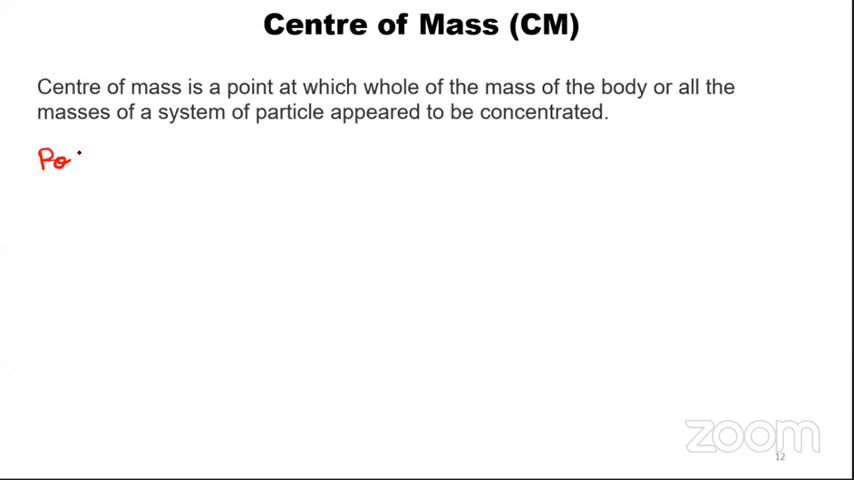 Centre of Mass (CM)
Centre of mass is a point at which whole of the mass of the body or all the
masses of a system of particle appeared to be concentrated.
Po
zoom
12